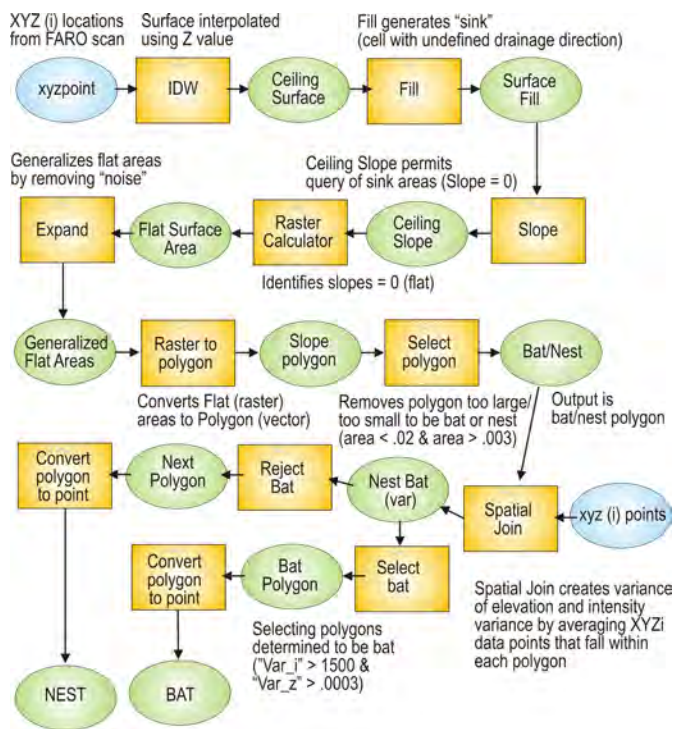 XYZ (i) locations
from FARO scan
Surface interpolated
using Z value
Fill generates “sink”
(cell with undefined drainage direction)
xyzpoint
IDW
Ceiling
Surface
Fill
Surface
Fill
Generalizes flat areas
by removing “noise”
Ceiling Slope permits
query of sink areas (Slope = 0)
Expand
Flat Surface
Area
Raster
Calculator
Ceiling
Slope
Slope
Identifies slopes = 0 (flat)
Generalized
Flat Areas
Raster to
polygon
Slope
polygon
Select
polygon
Bat/Nest
Converts Flat (raster)
areas to Polygon (vector)
Removes polygon too large/
too small to be bat or nest
(area < .02 & area > .003)
Output is
bat/nest polygon
Convert
polygon
to point
Next
Polygon
Reject
Bat
Nest Bat
(var)
Spatial
Join
xyz (i) points
Convert
polygon
to point
Bat
Polygon
Select
bat
Spatial Join creates variance
of elevation and intensity
variance by averaging XYZi
data points that fall within
each polygon
Selecting polygons
determined to be bat
("Var_i" > 1500 &
“Var_z" > .0003)
NEST
BAT